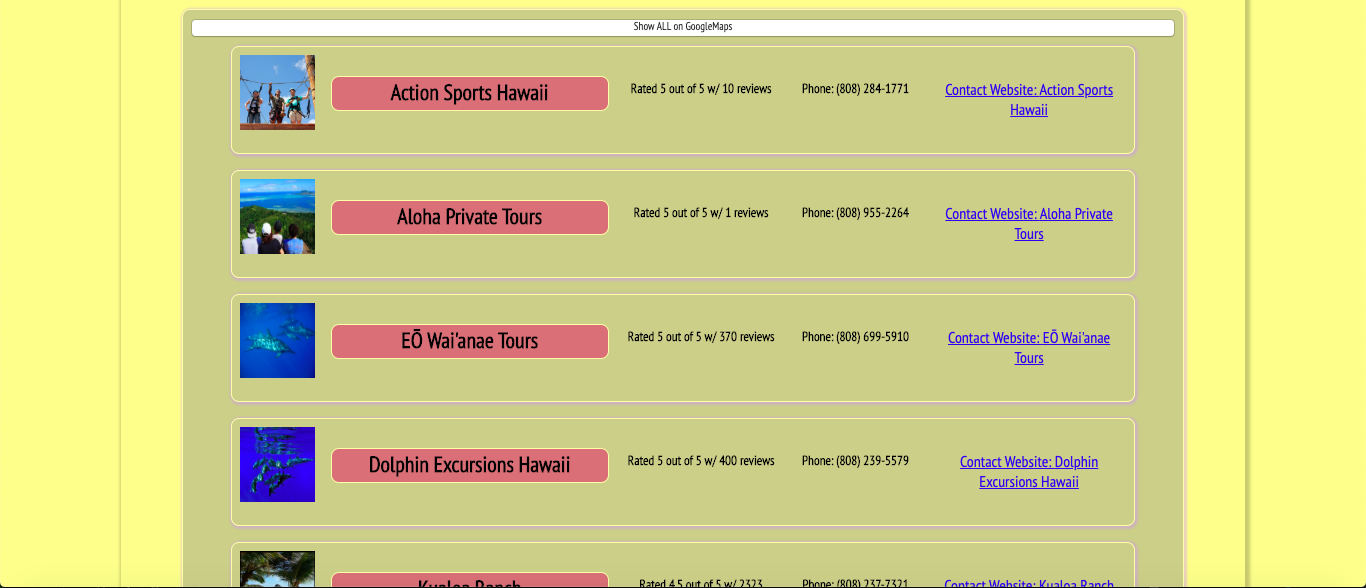 Show ALL on GoogleMaps
Action Sports Hawaii
Rated 5 out of 5 w/ 10 reviews
Phone: (808) 284-1771
Contact Website: Action Sports
Hawaii
Aloha Private Tours
Rated 5 out of 5 w/ 1 reviews
Phone: (808) 955-2264
Contact Website: Aloha Private
Tours
EŌ Wai'anae Tours
Rated 5 out of 5 w/ 370 reviews
Phone: (808) 699-5910
Contact Website: EŌ Wai'anae
Tours
Dolphin Excursions Hawaii
Rated 5 out of 5 w/ 400 reviews
Phone: (808) 239-5579
Contact Website: Dolphin
Excursions Hawaii
Kualoa Ranch
Rated 4.5 out of 5 w/ 2323
Phone: (808) 237-7321
Contact Website: Kualoa Ranch